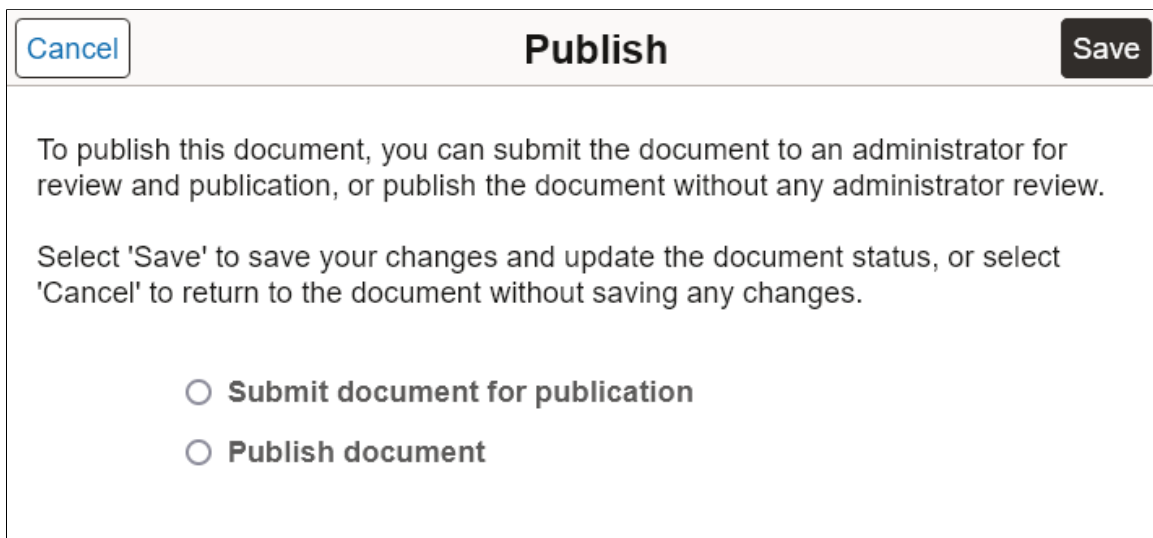 Cancel
Publish
Save
To publish this document, you can submit the document to an administrator for
review and publication, or publish the document without any administrator review.
Select 'Save' to save your changes and update the document status, or select
'Cancel' to return to the document without saving any changes.
Submit document for publication
Publish document